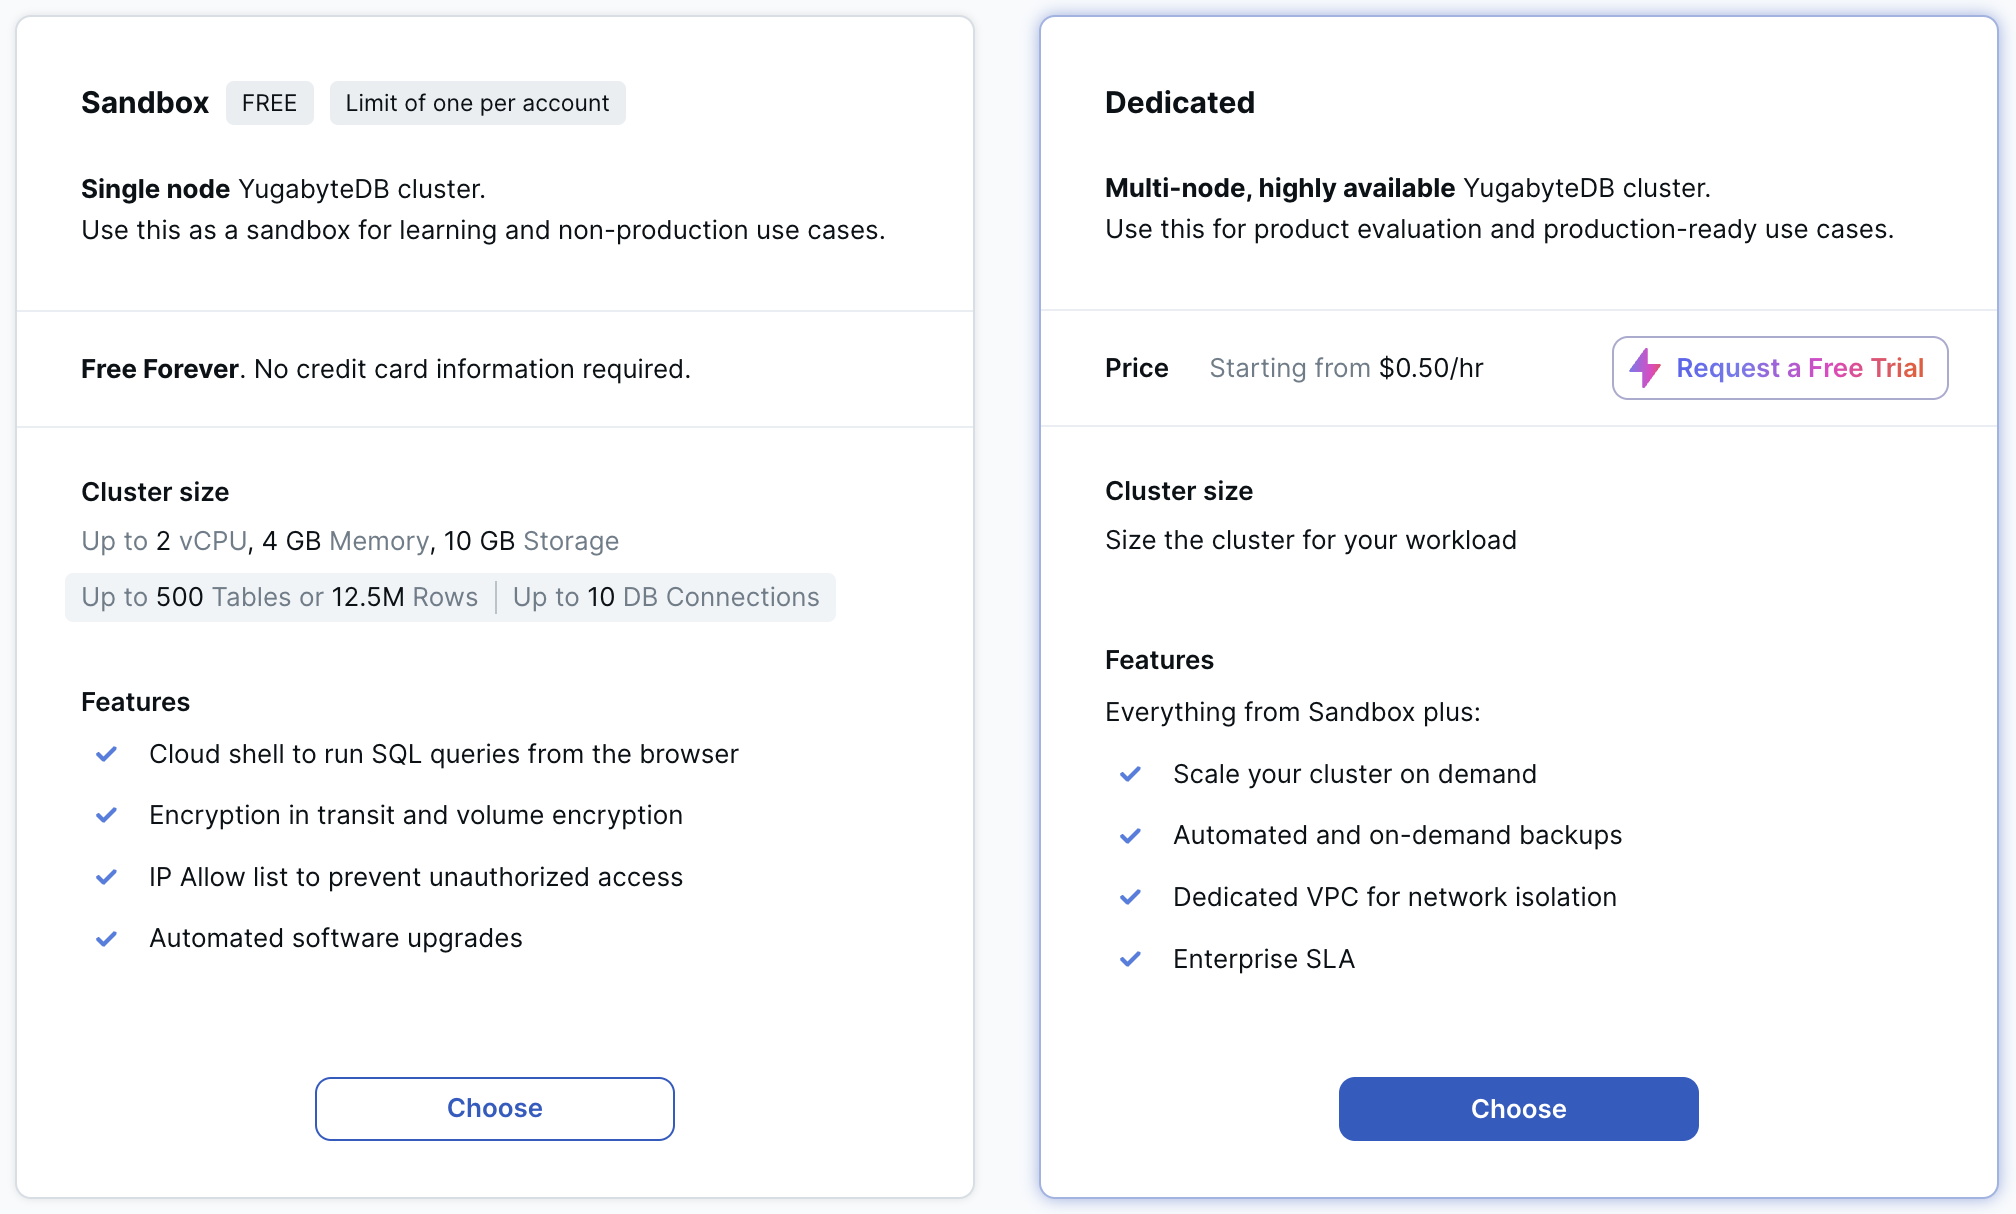 Sandbox FREE Limit of one per account
Single node YugabyteDB cluster.
Use this as a sandbox for learning and non-production use cases.
Free Forever. No credit card information required.
Cluster size
Up to 2 vCPU, 4 GB Memory, 10 GB Storage
Up to 500 Tables or 12.5M Rows | Up to 10 DB Connections
Features
Cloud shell to run SQL queries from the browser
Encryption in transit and volume encryption
IP Allow list to prevent unauthorized access
Automated software upgrades
Choose
Dedicated
Multi-node, highly available YugabyteDB cluster.
Use this for product evaluation and production-ready use cases.
Price Starting from $0.50/hr Request a Free Trial
Cluster size
Size the cluster for your workload
Features
Everything from Sandbox plus:
Scale your cluster on demand
Automated and on-demand backups
Dedicated VPC for network isolation
Enterprise SLA
Choose